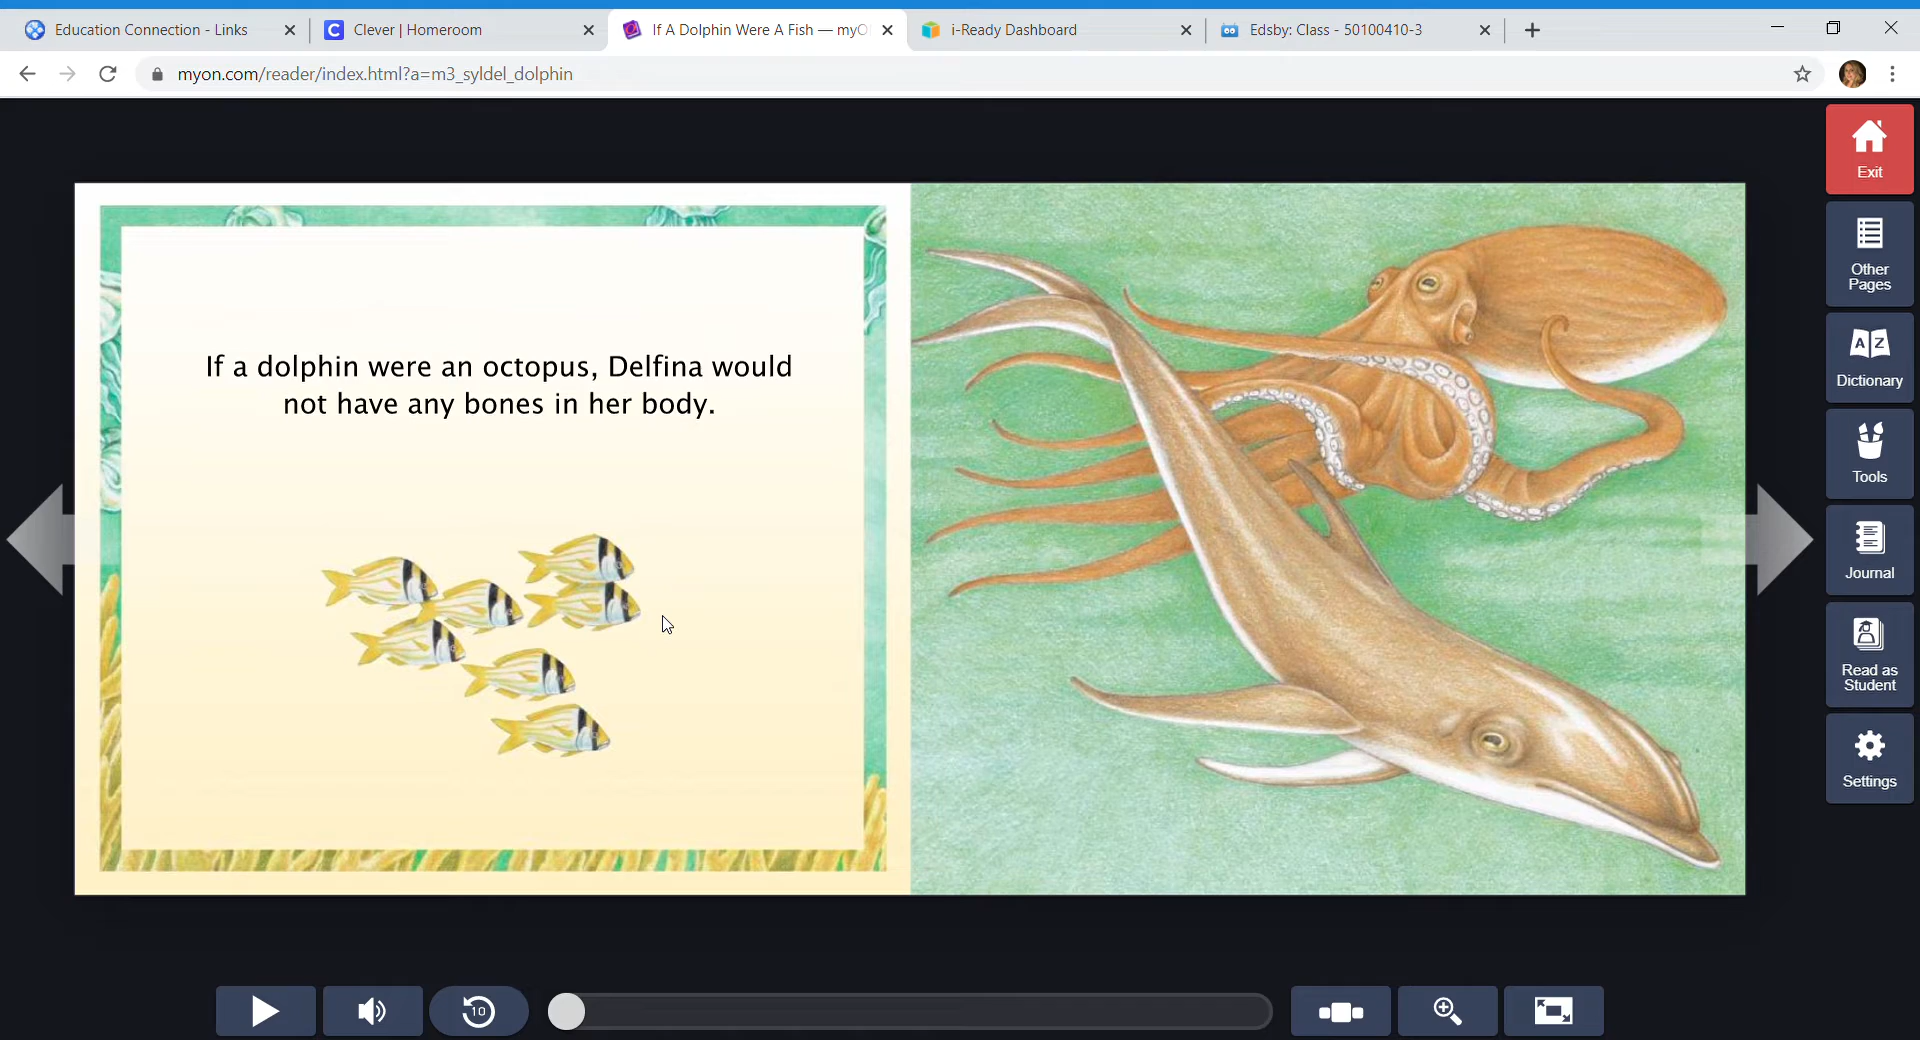 Education Connection - Links
Clever | Homeroom
If A Dolphin Were A Fish — myO
i-Ready Dashboard
Edsby: Class - 50100410-3
myon.com/reader/index.html?a=m3_syldel_dolphin
If a dolphin were an octopus, Delfina would
not have any bones in her body.
Exit
Other
Pages
A Z
Dictionary
Tools
Journal
Read as
Student
Settings
10